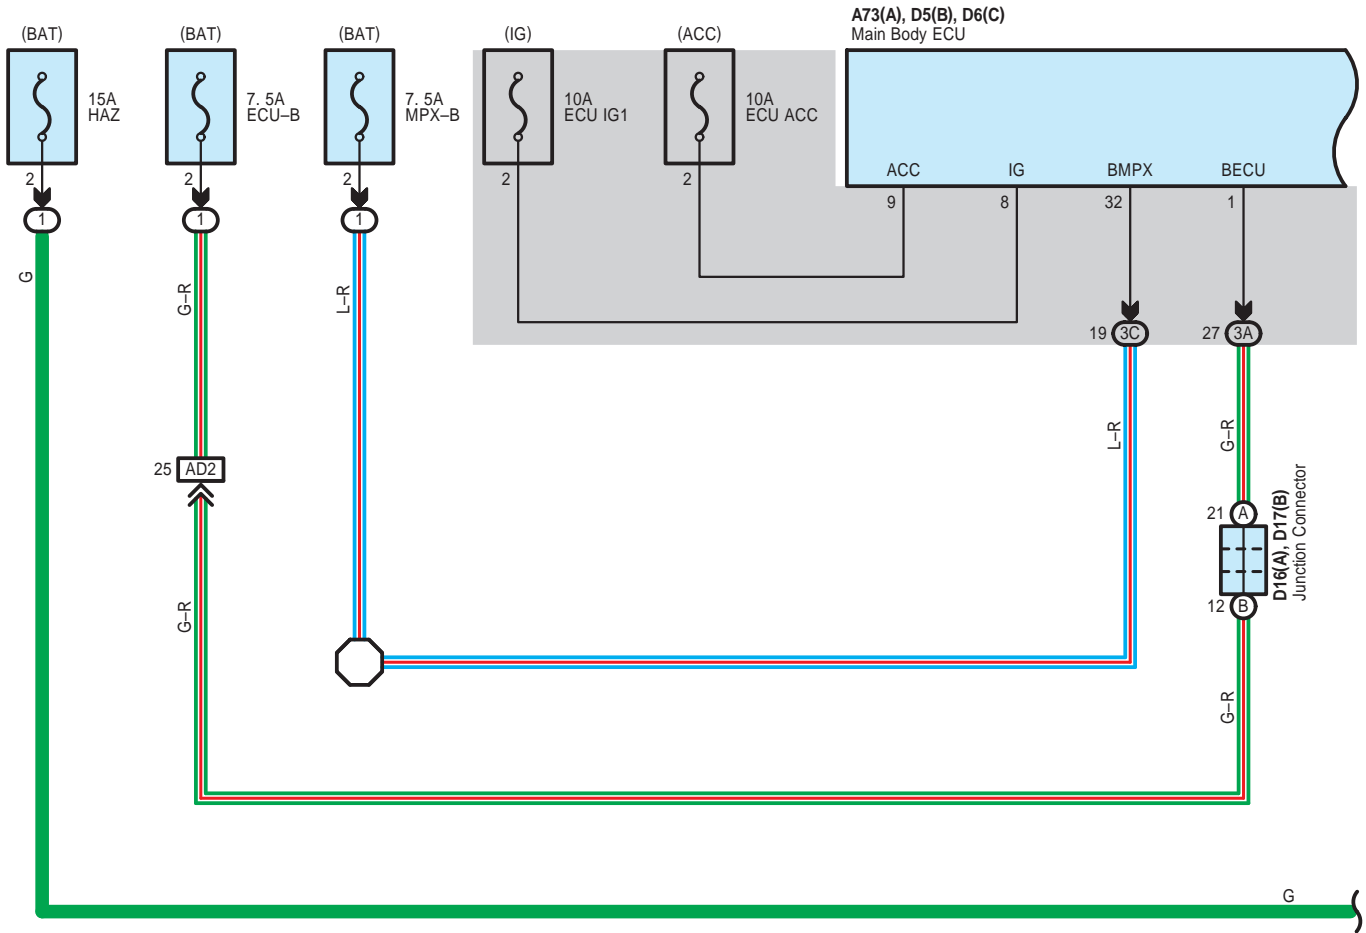 A73(A), D5(B), D6(C)
Main Body ECU
(BAT)
(BAT)
(BAT)
(IG)
(ACC)
15A
HAZ
7. 5A
ECU–B
7. 5A
MPX–B
10A
ECU IG1
10A
ECU ACC
ACC
IG
BMPX
BECU
2
2
2
2
2
9
8
32
1
1
1
1
G
G–R
L–R
19
3C
27
3A
L–R
G–R
25
AD2
21
A
D16(A), D17(B)
Junction Connector
12
B
G–R
G–R
G